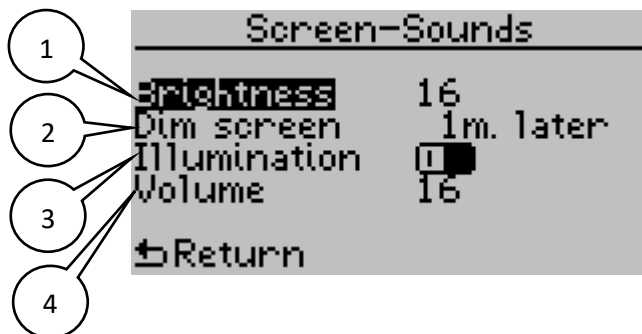 Screen-Sounds
1 Brightness 16
2 Dim screen 1m. later
3 Illumination I
4 Volume 16
Return